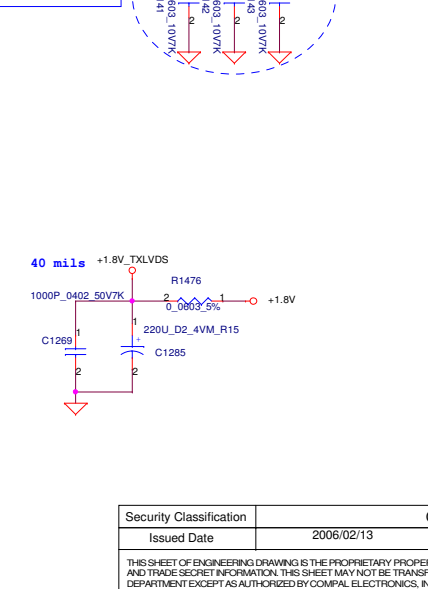 603_10V7K
141
2
603_10V7K
142
2
603_10V7K
143
2
40 mils
+1.8V_TXLVDS
R1476
1000P_0402_50V7K
2
1
+1.8V
0_0603_5%
1
220U_D2_4VM_R15
1
+
C1269
C1285
2
2
Security Classification
Issued Date
2006/02/13
THIS SHEET OF ENGINEERING DRAWING IS THE PROPRIETARY
AND TRADE SECRET INFORMATION. THIS SHEET MAY NOT BE
DEPARTMENT EXCEPT AS AUTHORIZED BY COMPAL ELECTRONICS,